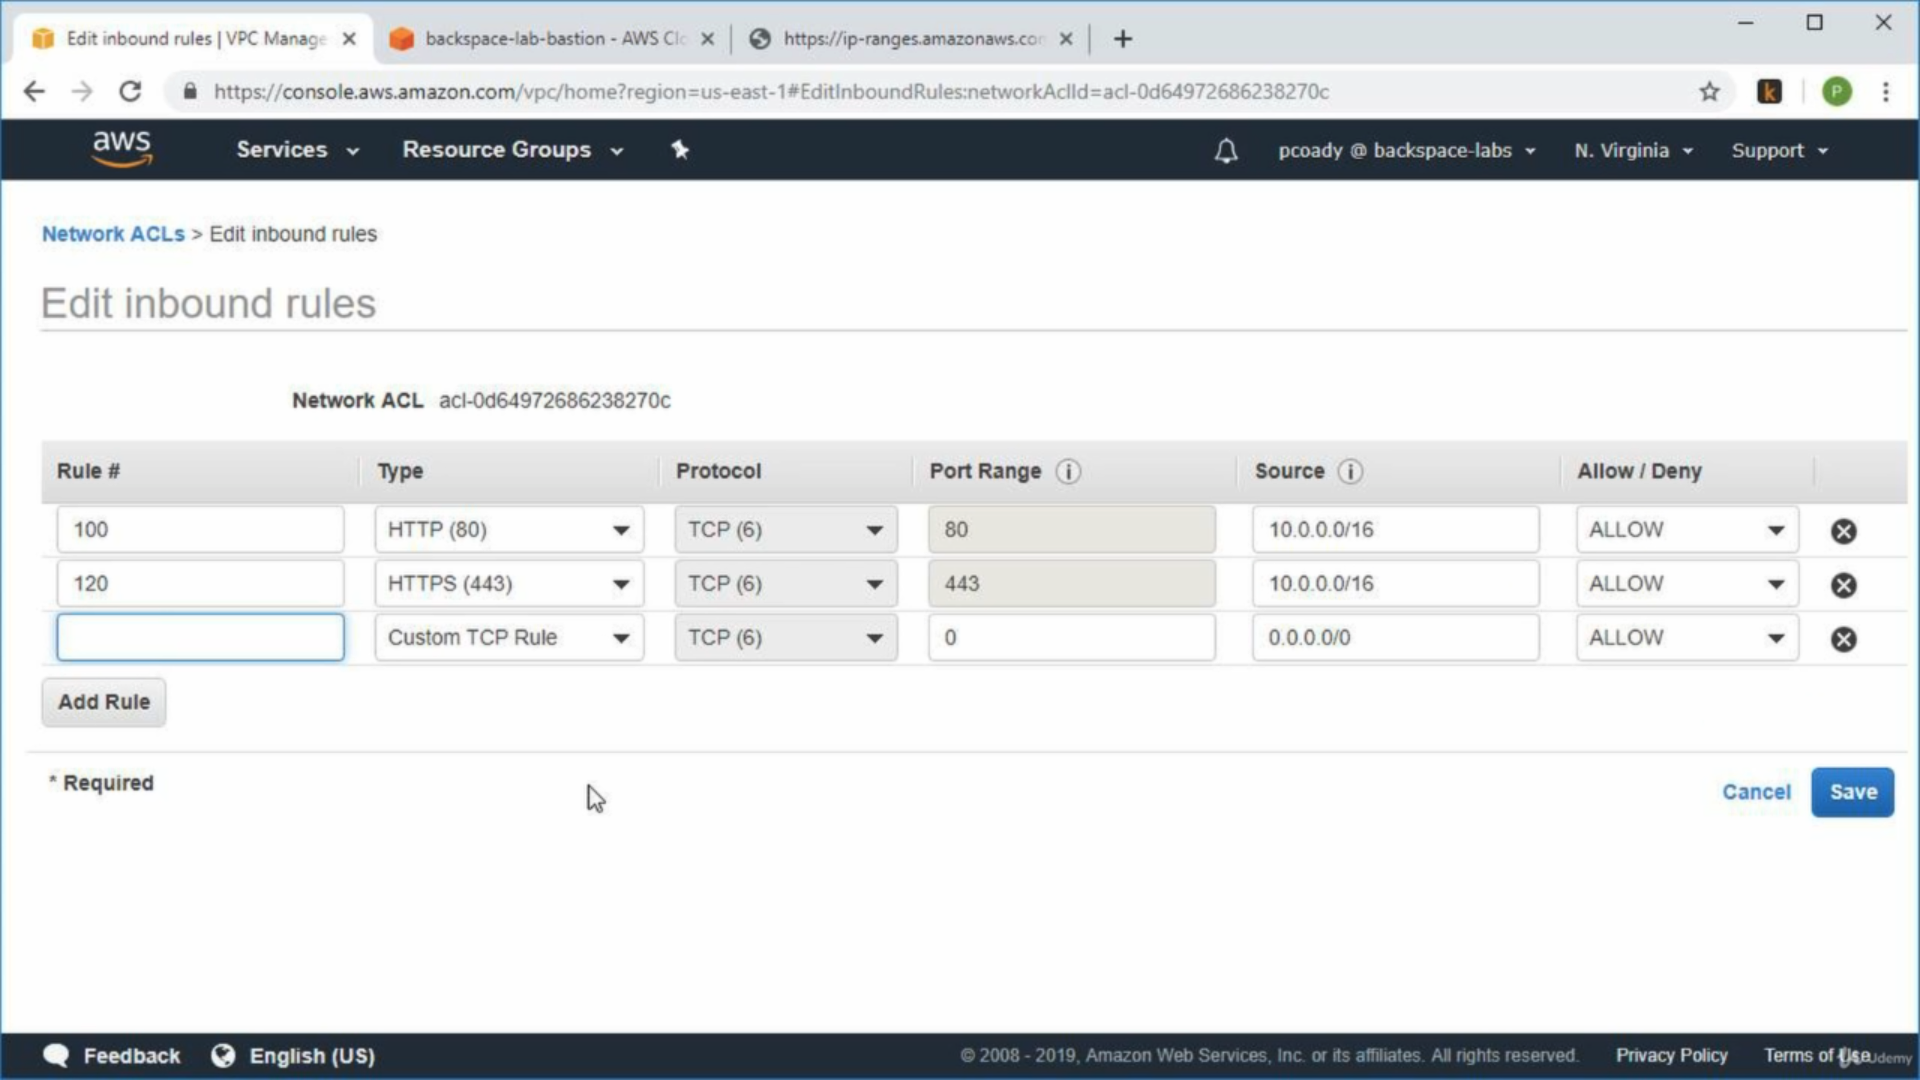 Edit inbound rules | VPC Manage
backspace-lab-bastion - AWS Clo
https://ip-ranges.amazonaws.com
https://console.aws.amazon.com/vpc/home?region=us-east-1#EditInboundRules:networkAclId=acl-0d64972686238270c
k
P
aws
Services
Resource Groups
pcoady @ backspace-labs
N. Virginia
Support
Network ACLs > Edit inbound rules
Edit inbound rules
Network ACL acl-0d64972686238270c
Rule # Type Protocol Port Range i Source i Allow / Deny
100 HTTP (80) TCP (6) 80 10.0.0.0/16 ALLOW
120 HTTPS (443) TCP (6) 443 10.0.0.0/16 ALLOW
Custom TCP Rule TCP (6) 0 0.0.0.0/0 ALLOW
Add Rule
* Required
Cancel
Save
Feedback
English (US)
© 2008 - 2019, Amazon Web Services, Inc. or its affiliates. All rights reserved.
Privacy Policy
Terms of Use
Udemy